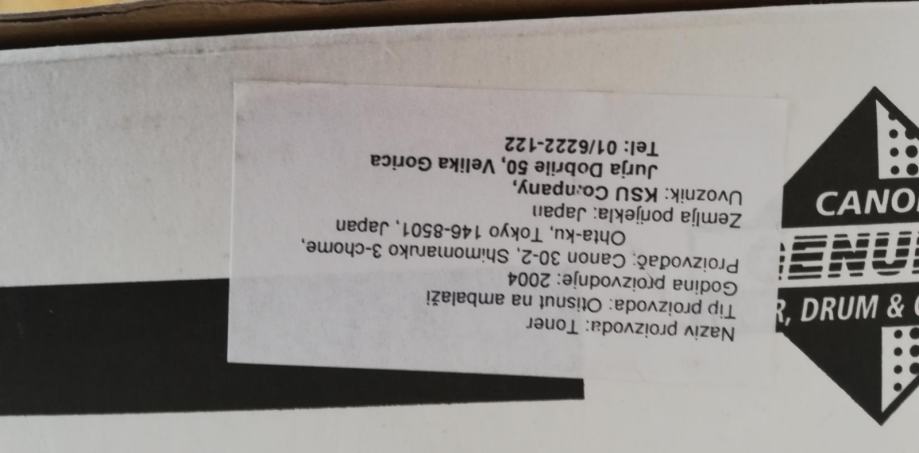 Naziv proizvoda: Toner
Tip proizvoda: Otisnut na ambalaži
Godina proizvodnje: 2004
Proizvođač: Canon 30-2, Shimomaruko 3-chome,
Ohta-ku, Tokyo 146-8501, Japan
Zemlja porijekla: Japan
Uvoznik: KSU Company,
Jurja Dobrile 50, Velika Gorica
Tel: 01/6222-122
CANO
ENUI
R, DRUM &